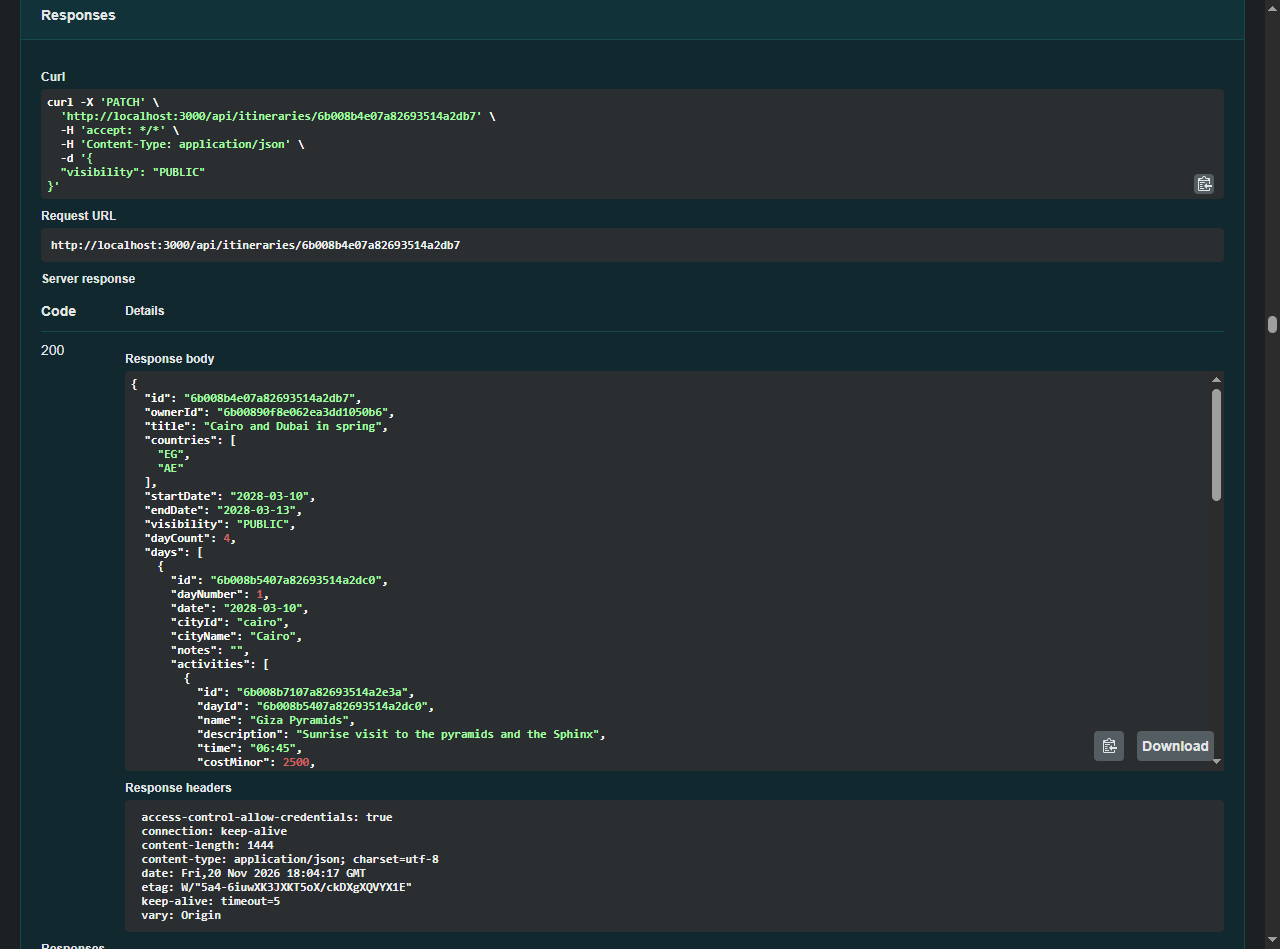 Responses
Curl
curl -X 'PATCH' \
  'http://localhost:3000/api/itineraries/6b008b4e07a82693514a2db7' \
  -H 'accept: */*' \
  -H 'Content-Type: application/json' \
  -d '{
  "visibility": "PUBLIC"
}'
Request URL
http://localhost:3000/api/itineraries/6b008b4e07a82693514a2db7
Server response
Code Details
200
Response body
{
  "id": "6b008b4e07a82693514a2db7",
  "ownerId": "6b00890f8e062ea3dd1050b6",
  "title": "Cairo and Dubai in spring",
  "countries": [
    "EG",
    "AE"
  ],
  "startDate": "2028-03-10",
  "endDate": "2028-03-13",
  "visibility": "PUBLIC",
  "dayCount": 4,
  "days": [
    {
      "id": "6b008b5407a82693514a2dc0",
      "dayNumber": 1,
      "date": "2028-03-10",
      "cityId": "cairo",
      "cityName": "Cairo",
      "notes": "",
      "activities": [
        {
          "id": "6b008b7107a82693514a2e3a",
          "dayId": "6b008b5407a82693514a2dc0",
          "name": "Giza Pyramids",
          "description": "Sunrise visit to the pyramids and the Sphinx",
          "time": "06:45",
          "costMinor": 2500,
Download
Response headers
access-control-allow-credentials: true
connection: keep-alive
content-length: 1444
content-type: application/json; charset=utf-8
date: Fri,20 Nov 2026 18:04:17 GMT
etag: W/"5a4-6iuwXK3JXKT5oX/ckDXgXQVYX1E"
keep-alive: timeout=5
vary: Origin
Responses